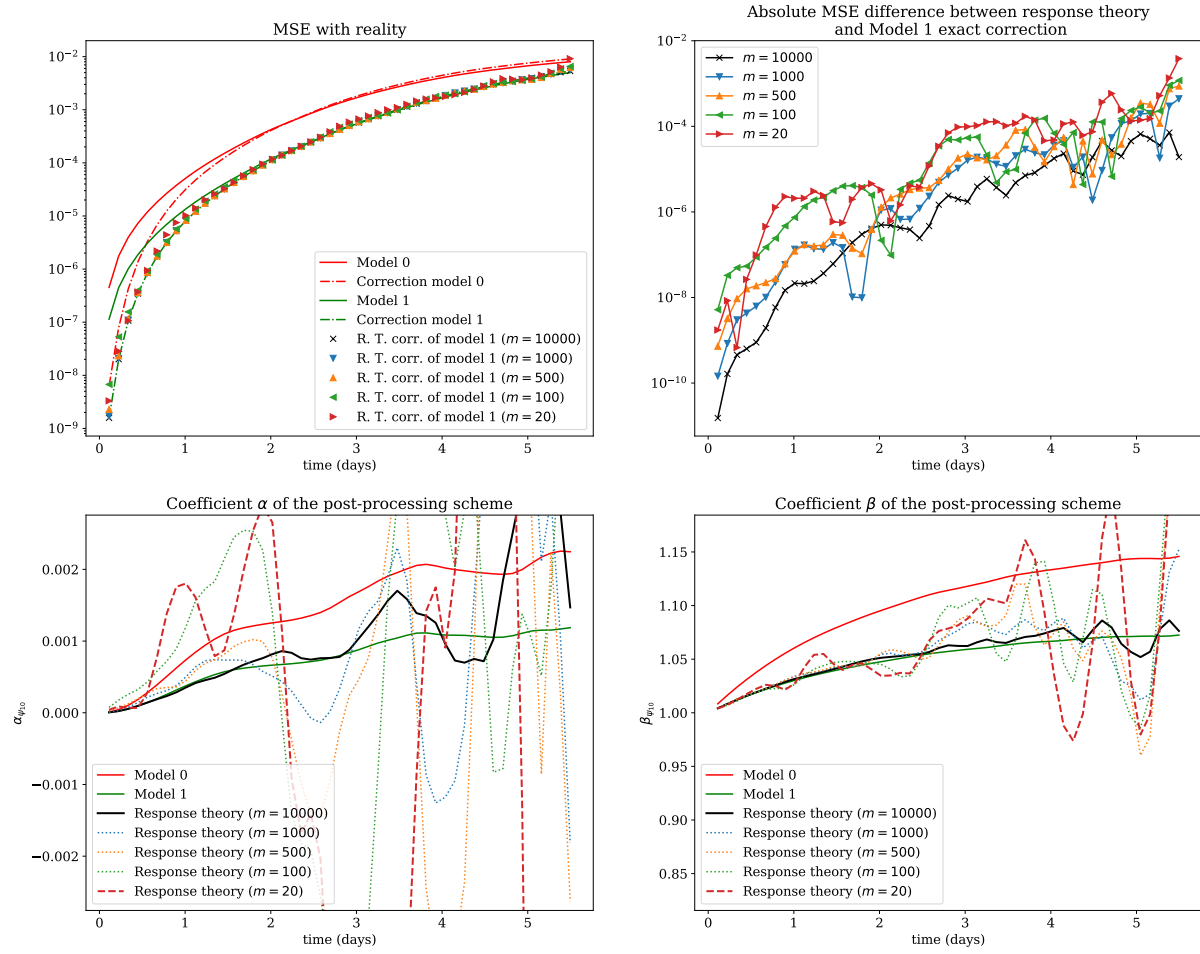 MSE with reality
10⁻²
10⁻³
10⁻⁴
10⁻⁵
10⁻⁶
10⁻⁷
10⁻⁸
10⁻⁹
Model 0
Correction model 0
Model 1
Correction model 1
R. T. corr. of model 1 (m = 10000)
R. T. corr. of model 1 (m = 1000)
R. T. corr. of model 1 (m = 500)
R. T. corr. of model 1 (m = 100)
R. T. corr. of model 1 (m = 20)
0 1 2 3 4 5
time (days)
Absolute MSE difference between response theory
and Model 1 exact correction
10⁻²
10⁻⁴
10⁻⁶
10⁻⁸
10⁻¹⁰
m = 10000
m = 1000
m = 500
m = 100
m = 20
0 1 2 3 4 5
time (days)
Coefficient α of the post-processing scheme
α_ψ₁₀
0.002
0.001
0.000
−0.001
−0.002
Model 0
Model 1
Response theory (m = 10000)
Response theory (m = 1000)
Response theory (m = 500)
Response theory (m = 100)
Response theory (m = 20)
0 1 2 3 4 5
time (days)
Coefficient β of the post-processing scheme
β_ψ₁₀
1.15
1.10
1.05
1.00
0.95
0.90
0.85
Model 0
Model 1
Response theory (m = 10000)
Response theory (m = 1000)
Response theory (m = 500)
Response theory (m = 100)
Response theory (m = 20)
0 1 2 3 4 5
time (days)